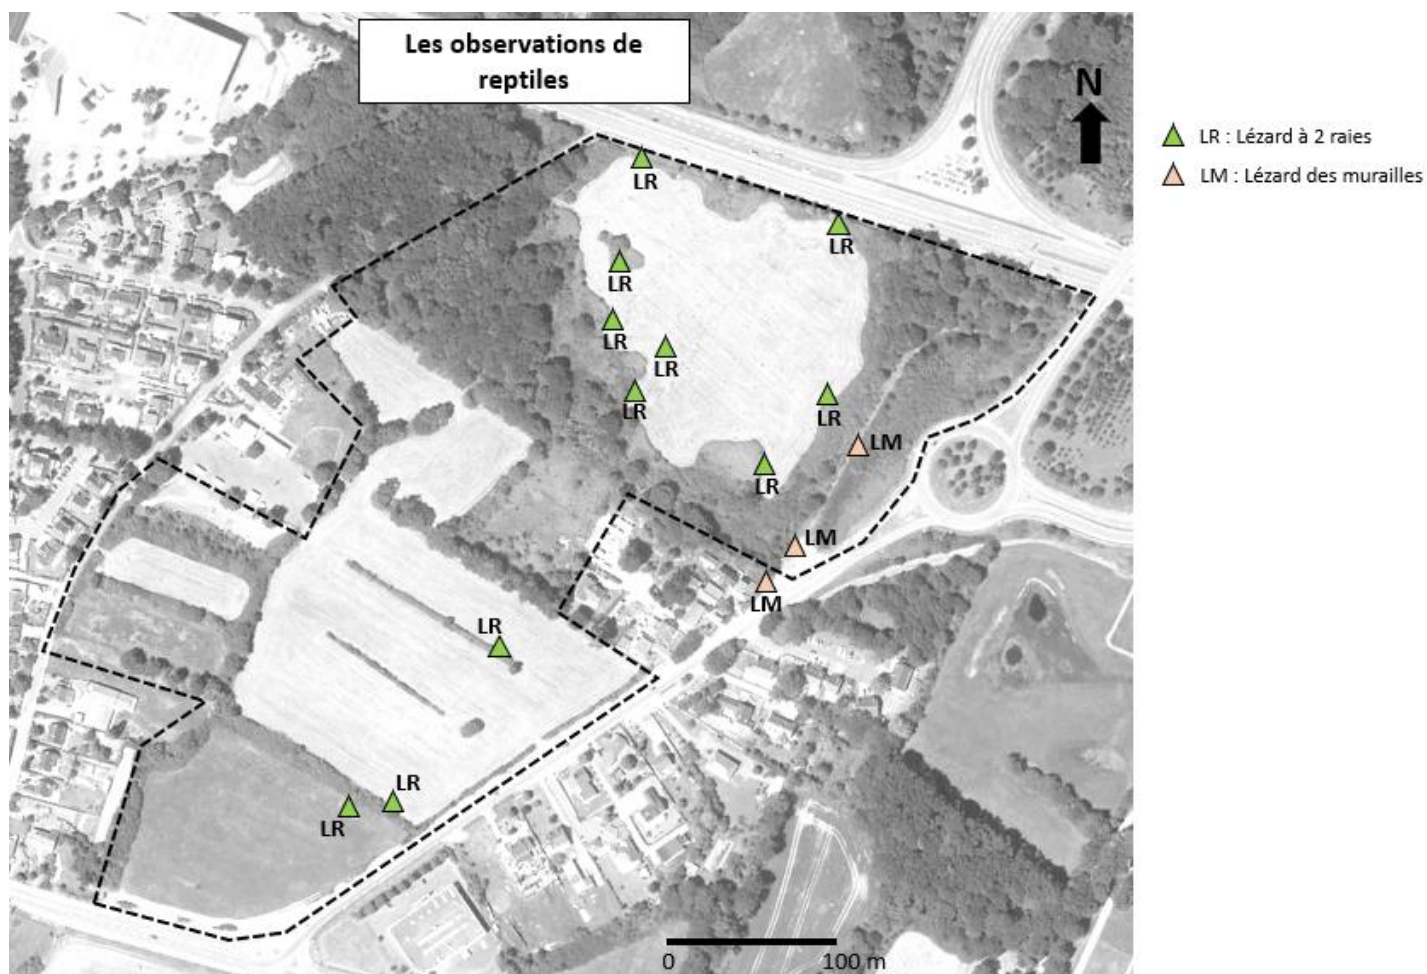 Les observations de
reptiles
N
LR : Lézard à 2 raies
LM : Lézard des murailles
LR
LR
LR
LR
LR
LR
LR
LM
LR
LM
LM
LR
LR
LR
0
100 m